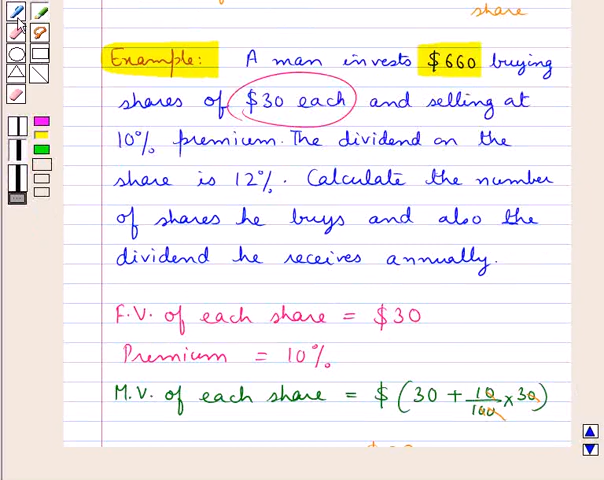 share
Example: A man invests $660 buying
shares of $30 each and selling at
10% premium. The dividend on the
share is 12%. Calculate the number
of shares he buys and also the
dividend he receives annually.
F.V. of each share = $30
Premium = 10%
M.V. of each share = $ (30 + 10/100 × 30)